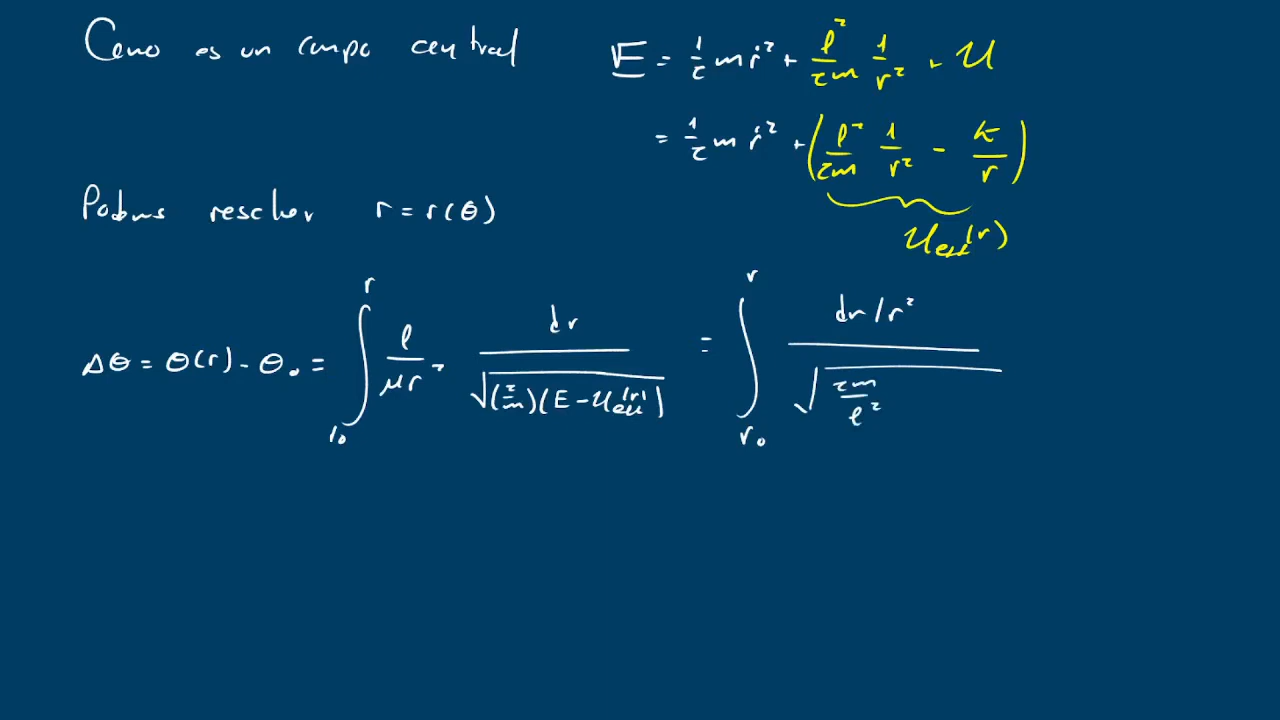 Como es un campo central
E = 1/2 m ṙ² + ℓ²/2m 1/r² + U
= 1/2 m ṙ² + (ℓ²/2m 1/r² - k/r)
U_eff(r)
Podemos resolver r = r(θ)
Δθ = θ(r) - θ₀ = ∫_{r₀}^{r} ℓ/μr² dr/√((2/m)(E - U_eff(r))) = ∫_{r₀}^{r} dr/r² / √(2m/ℓ²)